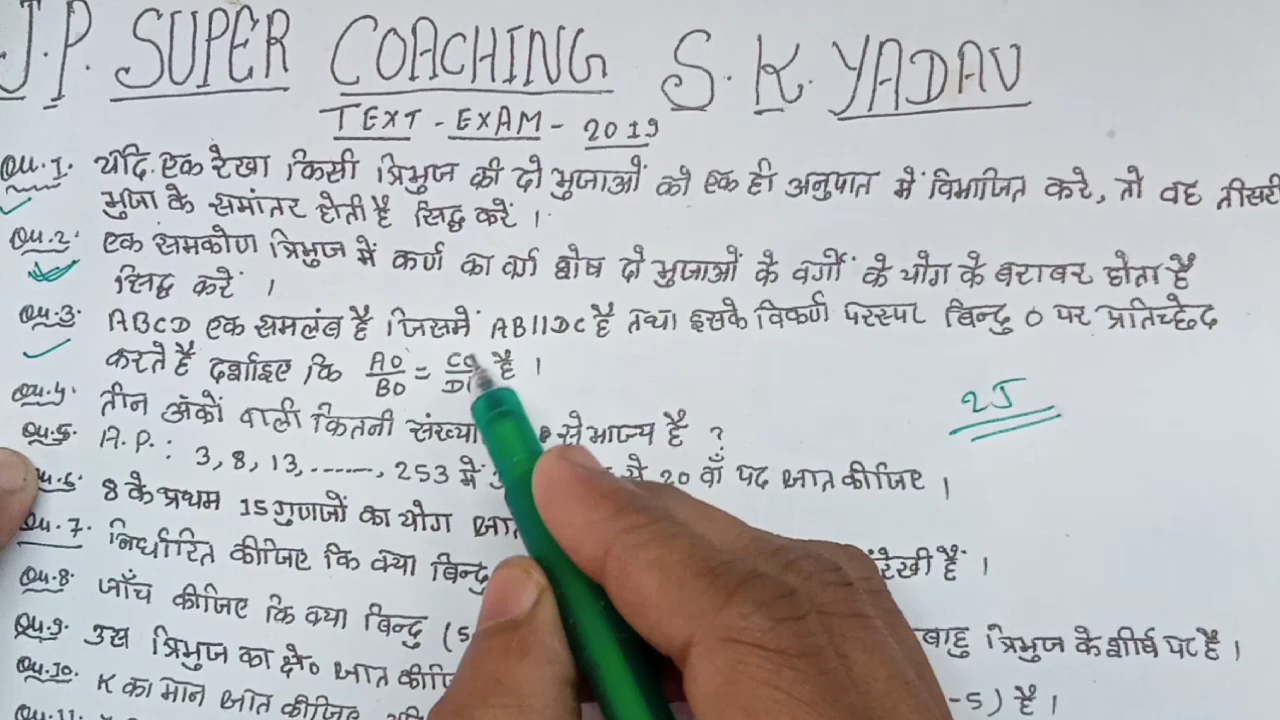 J.P. SUPER COACHING S.K. YADAV
TEXT - EXAM - 2019
QU.1. यदि एक रेखा किसी त्रिभुज की दो भुजाओं को एक ही अनुपात में विभाजित करे, तो वह तीसरी
भुजा के समांतर होती है सिद्ध करें ।
QU.2. एक समकोण त्रिभुज में कर्ण का वर्ग शेष दो भुजाओं के वर्गों के योग के बराबर होता है
सिद्ध करें ।
QU.3. ABCD एक समलंब है जिसमें AB||DC है तथा इसके विकर्ण परस्पर बिन्दु O पर प्रतिच्छेद
करते है दर्शाइए कि AO/BO = CO/ है ।
25
QU.4. तीन अंकों वाली कितनी से भाज्य है ?
QU.5. A.P.: 3, 8, 13, ......, 253 में से 20 वाँ पद ज्ञात कीजिए ।
8 के प्रथम 15 गुणजों का योग
QU.7. निर्धारित कीजिए कि क्या बिन्दु हैं ।
QU.8. जाँच कीजिए कि क्या बिन्दु (5 त्रिभुज के शीर्ष पर है ।
QU.9. उस त्रिभुज का क्षे० ज्ञात
QU.10. K का मान ज्ञात कीजिए -5) है ।
QU.11.